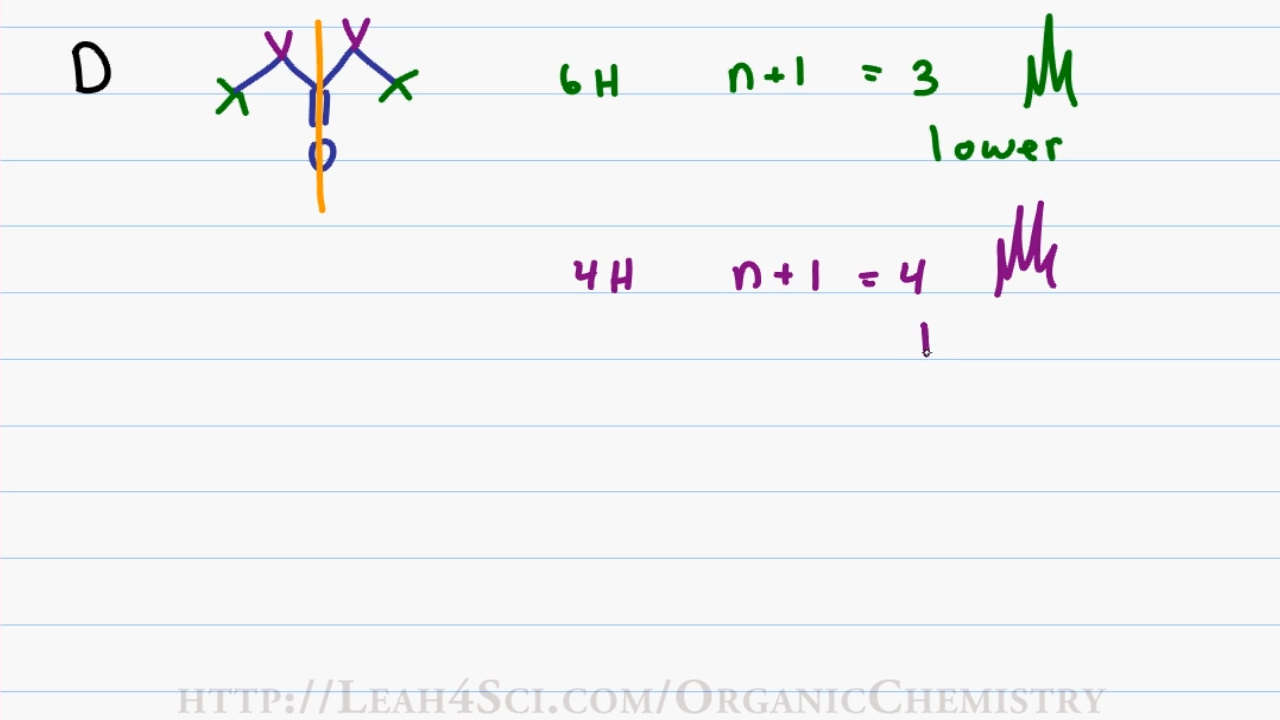 D 6H n+1 = 3
lower
O
4H n+1 = 4
HTTP://LEAH4SCI.COM/ORGANICCHEMISTRY